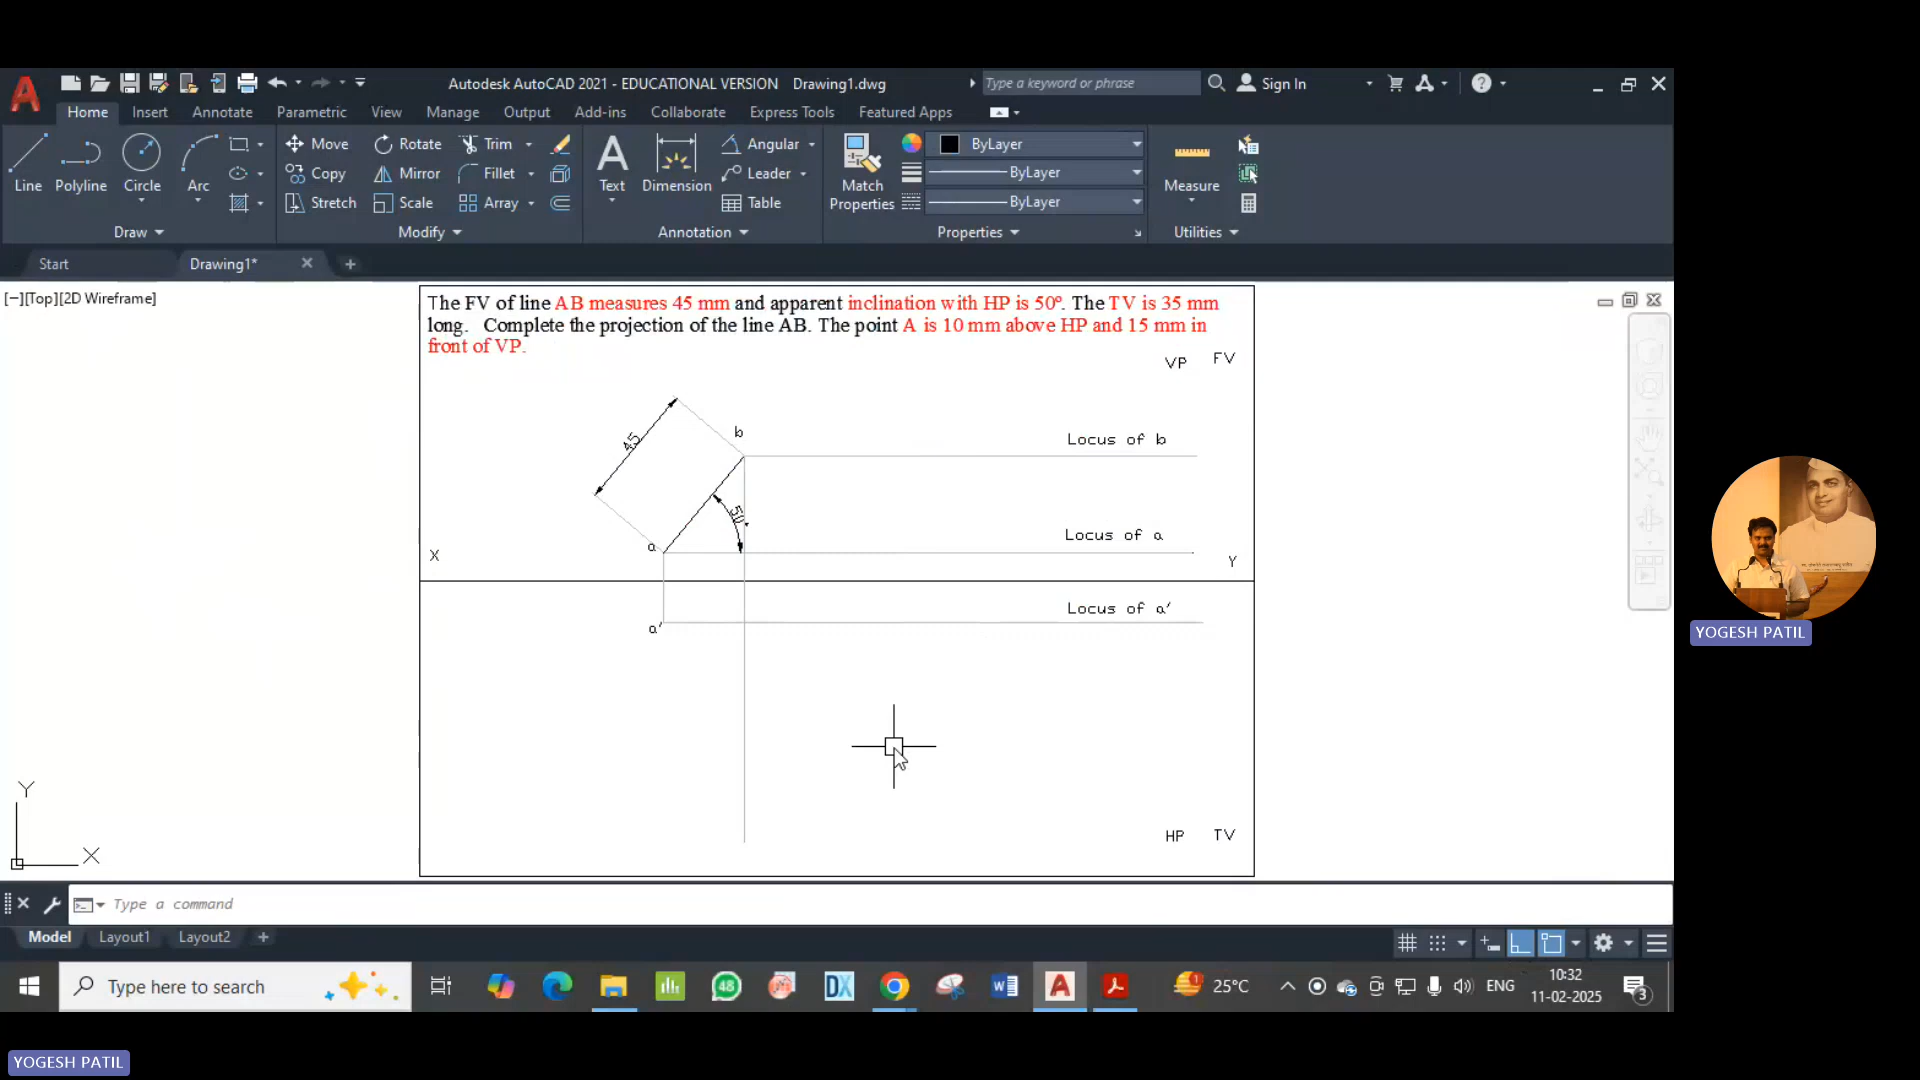 Autodesk AutoCAD 2021 - EDUCATIONAL VERSION Drawing1.dwg
Type a keyword or phrase
Sign In
Home Insert Annotate Parametric View Manage Output Add-ins Collaborate Express Tools Featured Apps
Line Polyline Circle Arc
Draw
Move Rotate Trim
Copy Mirror Fillet
Stretch Scale Array
Modify
Text Dimension
Angular
Leader
Table
Annotation
Match Properties
ByLayer
ByLayer
ByLayer
Properties
Measure
Utilities
Start Drawing1*
[−][Top][2D Wireframe]
The FV of line AB measures 45 mm and apparent inclination with HP is 50º. The TV is 35 mm
long. Complete the projection of the line AB. The point A is 10 mm above HP and 15 mm in
front of VP.
VP FV
45
b
Locus of b
50°
a
Locus of a
X
Y
Locus of a'
a'
HP TV
Y
X
Type a command
Model Layout1 Layout2
Type here to search
48
DX
1
25°C
ENG
10:32
11-02-2025
3
YOGESH PATIL
YOGESH PATIL